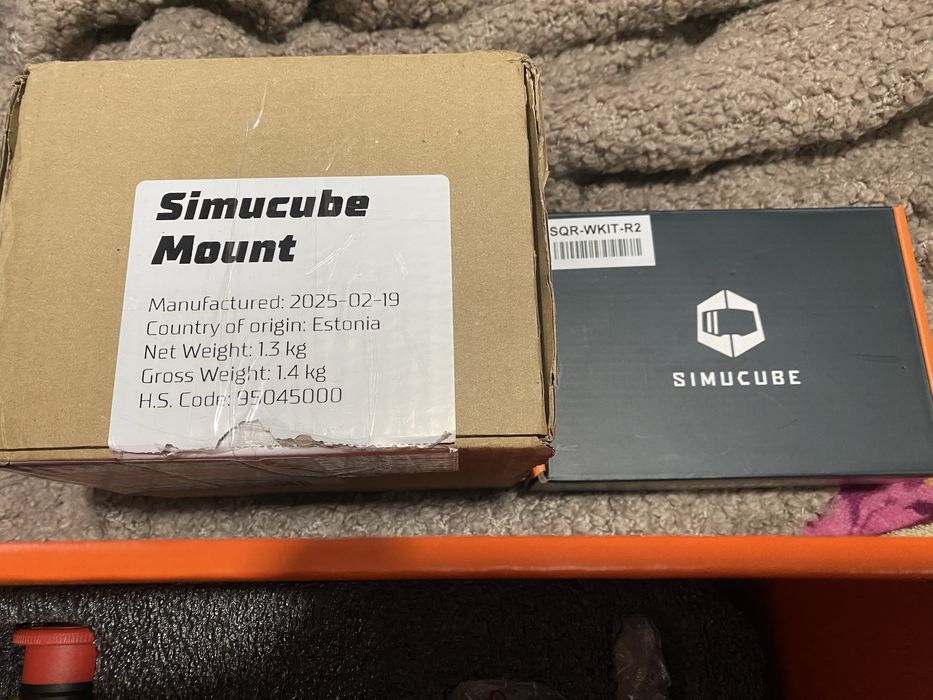 Simucube
Mount
Manufactured: 2025-02-19
Country of origin: Estonia
Net Weight: 1.3 kg
Gross Weight: 1.4 kg
H.S. Code: 95045000
SQR-WKIT-R2
SIMUCUBE